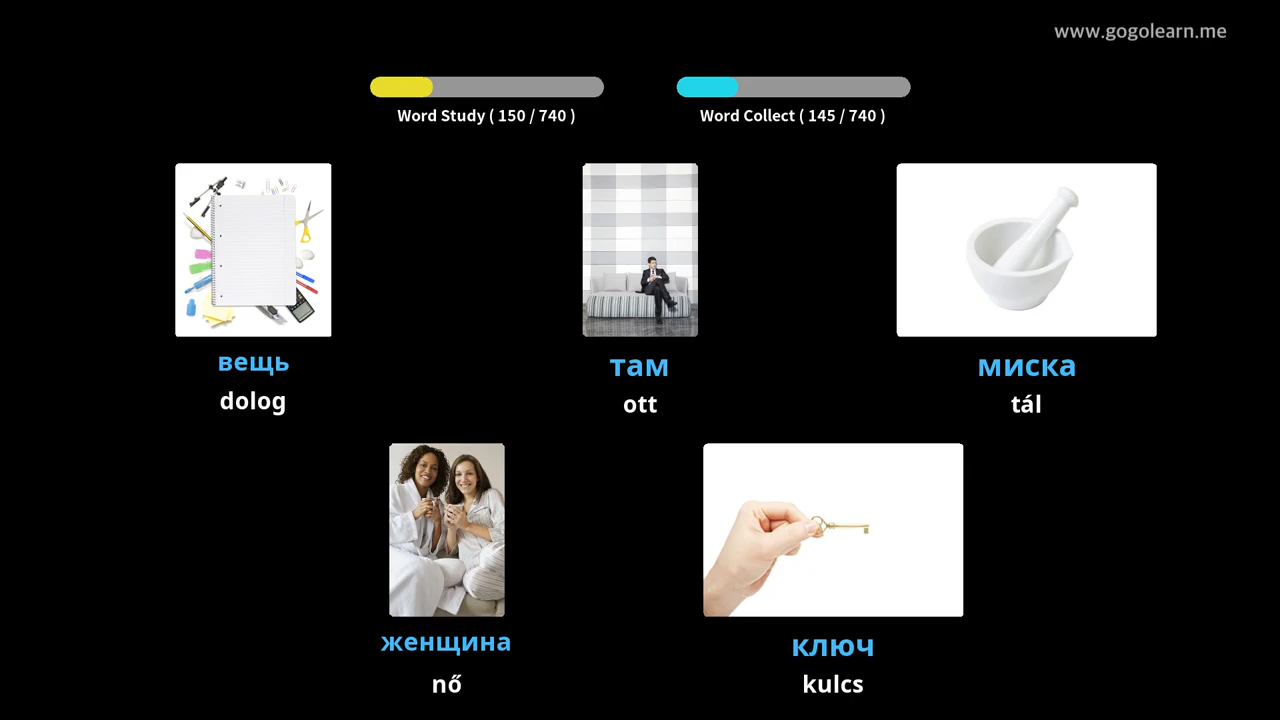 www.gogolearn.me
Word Study ( 150 / 740 )
Word Collect ( 145 / 740 )
вещь
dolog
там
ott
миска
tál
женщина
nő
ключ
kulcs